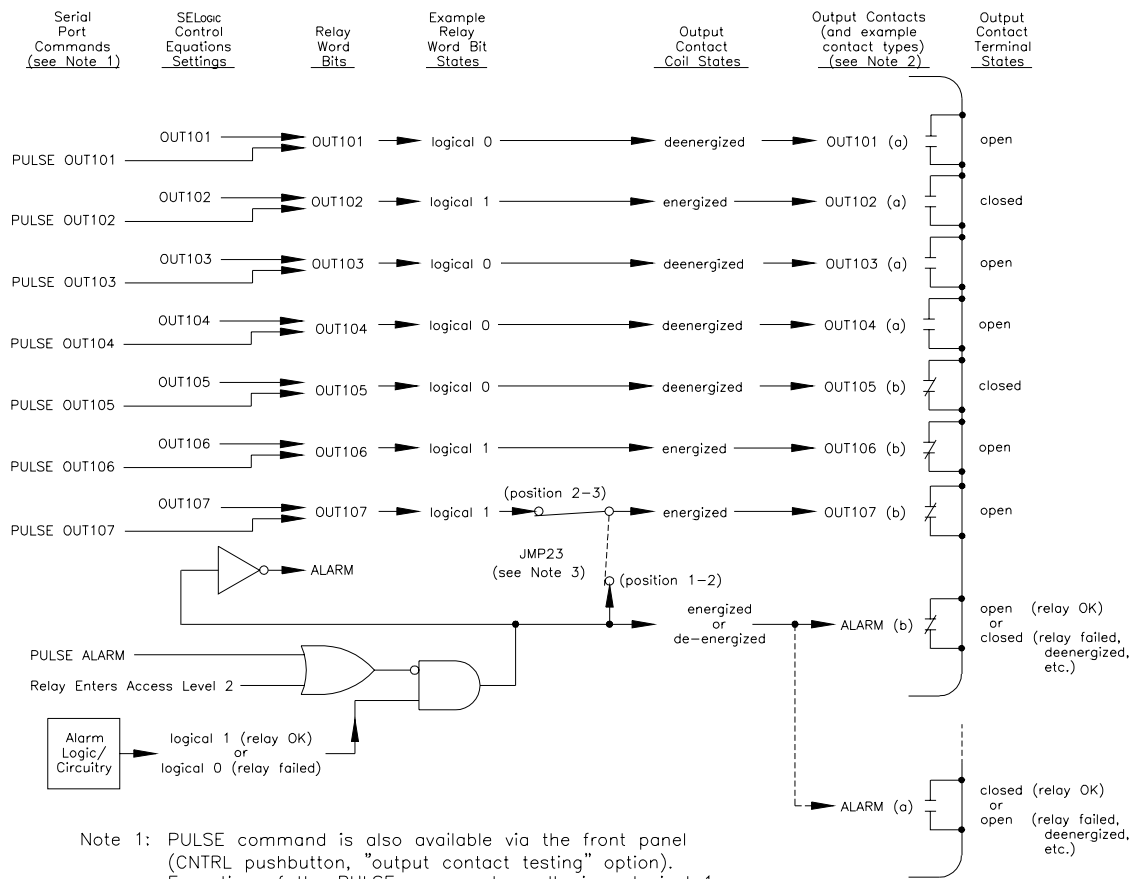 Serial
Port
Commands
(see Note 1)
SELOGIC
Control
Equations
Settings
Relay
Word
Bits
Example
Relay
Word Bit
States
Output
Contact
Coil States
Output Contacts
(and example
contact types)
(see Note 2)
Output
Contact
Terminal
States
OUT101
PULSE OUT101
OUT101
logical 0
deenergized
OUT101 (a)
open
OUT102
PULSE OUT102
OUT102
logical 1
energized
OUT102 (a)
closed
OUT103
PULSE OUT103
OUT103
logical 0
deenergized
OUT103 (a)
open
OUT104
PULSE OUT104
OUT104
logical 0
deenergized
OUT104 (a)
open
OUT105
PULSE OUT105
OUT105
logical 0
deenergized
OUT105 (b)
closed
OUT106
PULSE OUT106
OUT106
logical 1
energized
OUT106 (b)
open
OUT107
PULSE OUT107
OUT107
logical 1
(position 2-3)
energized
OUT107 (b)
open
JMP23
(see Note 3)
(position 1-2)
ALARM
energized
or
de-energized
ALARM (b)
open (relay OK)
or
closed (relay failed,
deenergized,
etc.)
PULSE ALARM
Relay Enters Access Level 2
Alarm
Logic/
Circuitry
logical 1 (relay OK)
or
logical 0 (relay failed)
ALARM (a)
closed (relay OK)
or
open (relay failed,
deenergized,
etc.)
Note 1: PULSE command is also available via the front panel
(CNTRL pushbutton, "output contact testing" option).